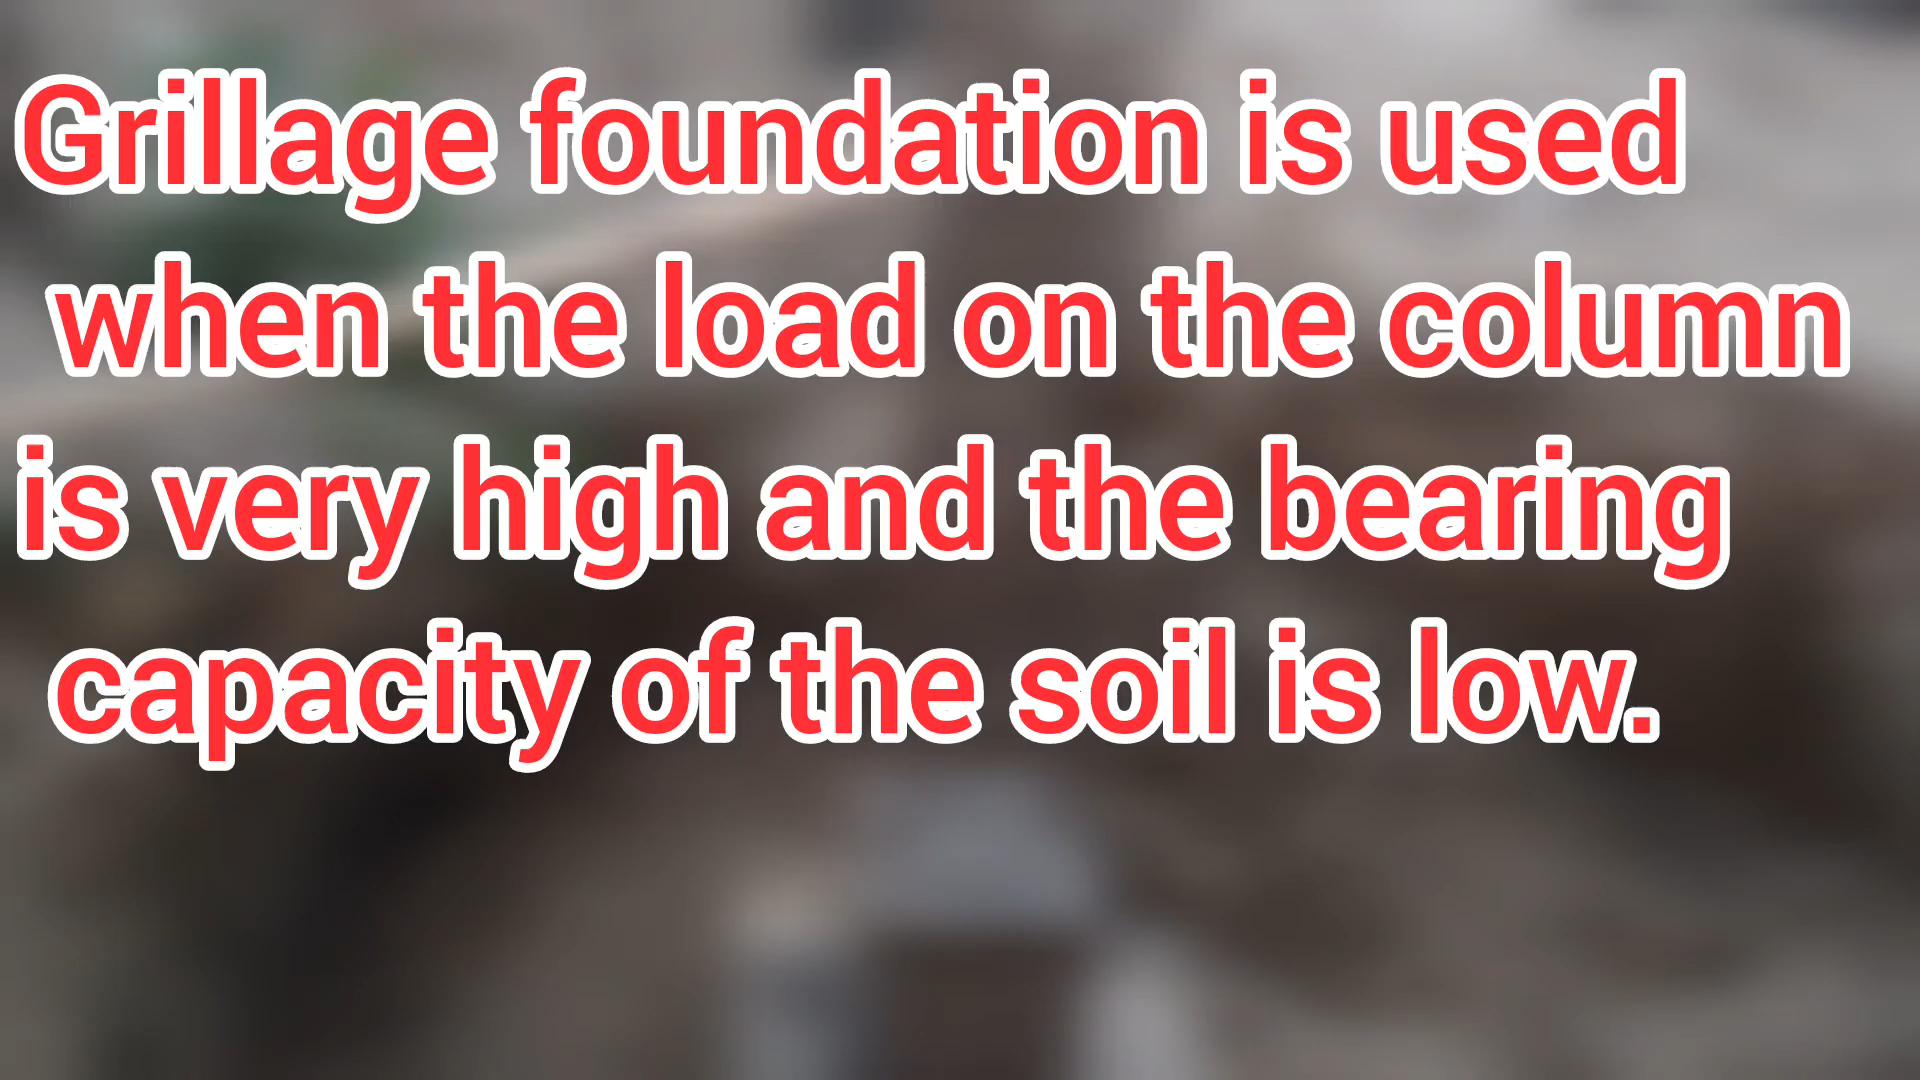 Grillage foundation is used
when the load on the column
is very high and the bearing
capacity of the soil is low.